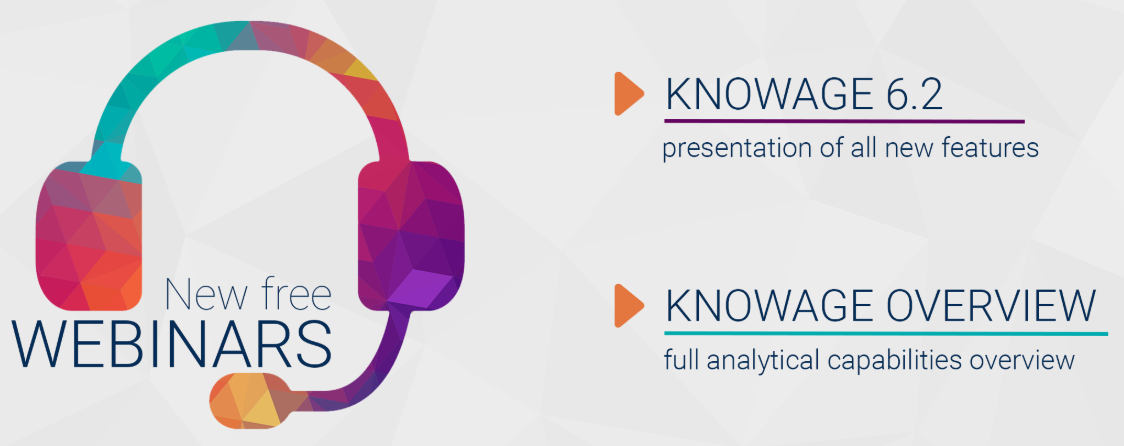 New free
WEBINARS
KNOWAGE 6.2
presentation of all new features
KNOWAGE OVERVIEW
full analytical capabilities overview